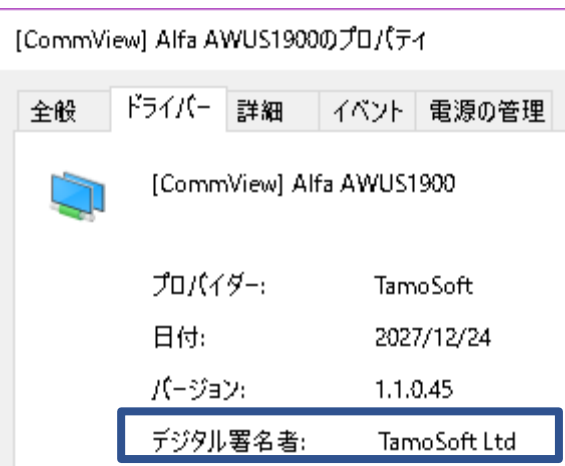 [CommView] Alfa AWUS1900のプロパティ
全般 ドライバー 詳細 イベント 電源の管理
[CommView] Alfa AWUS1900
プロバイダー: TamoSoft
日付: 2027/12/24
バージョン: 1.1.0.45
デジタル署名者: TamoSoft Ltd